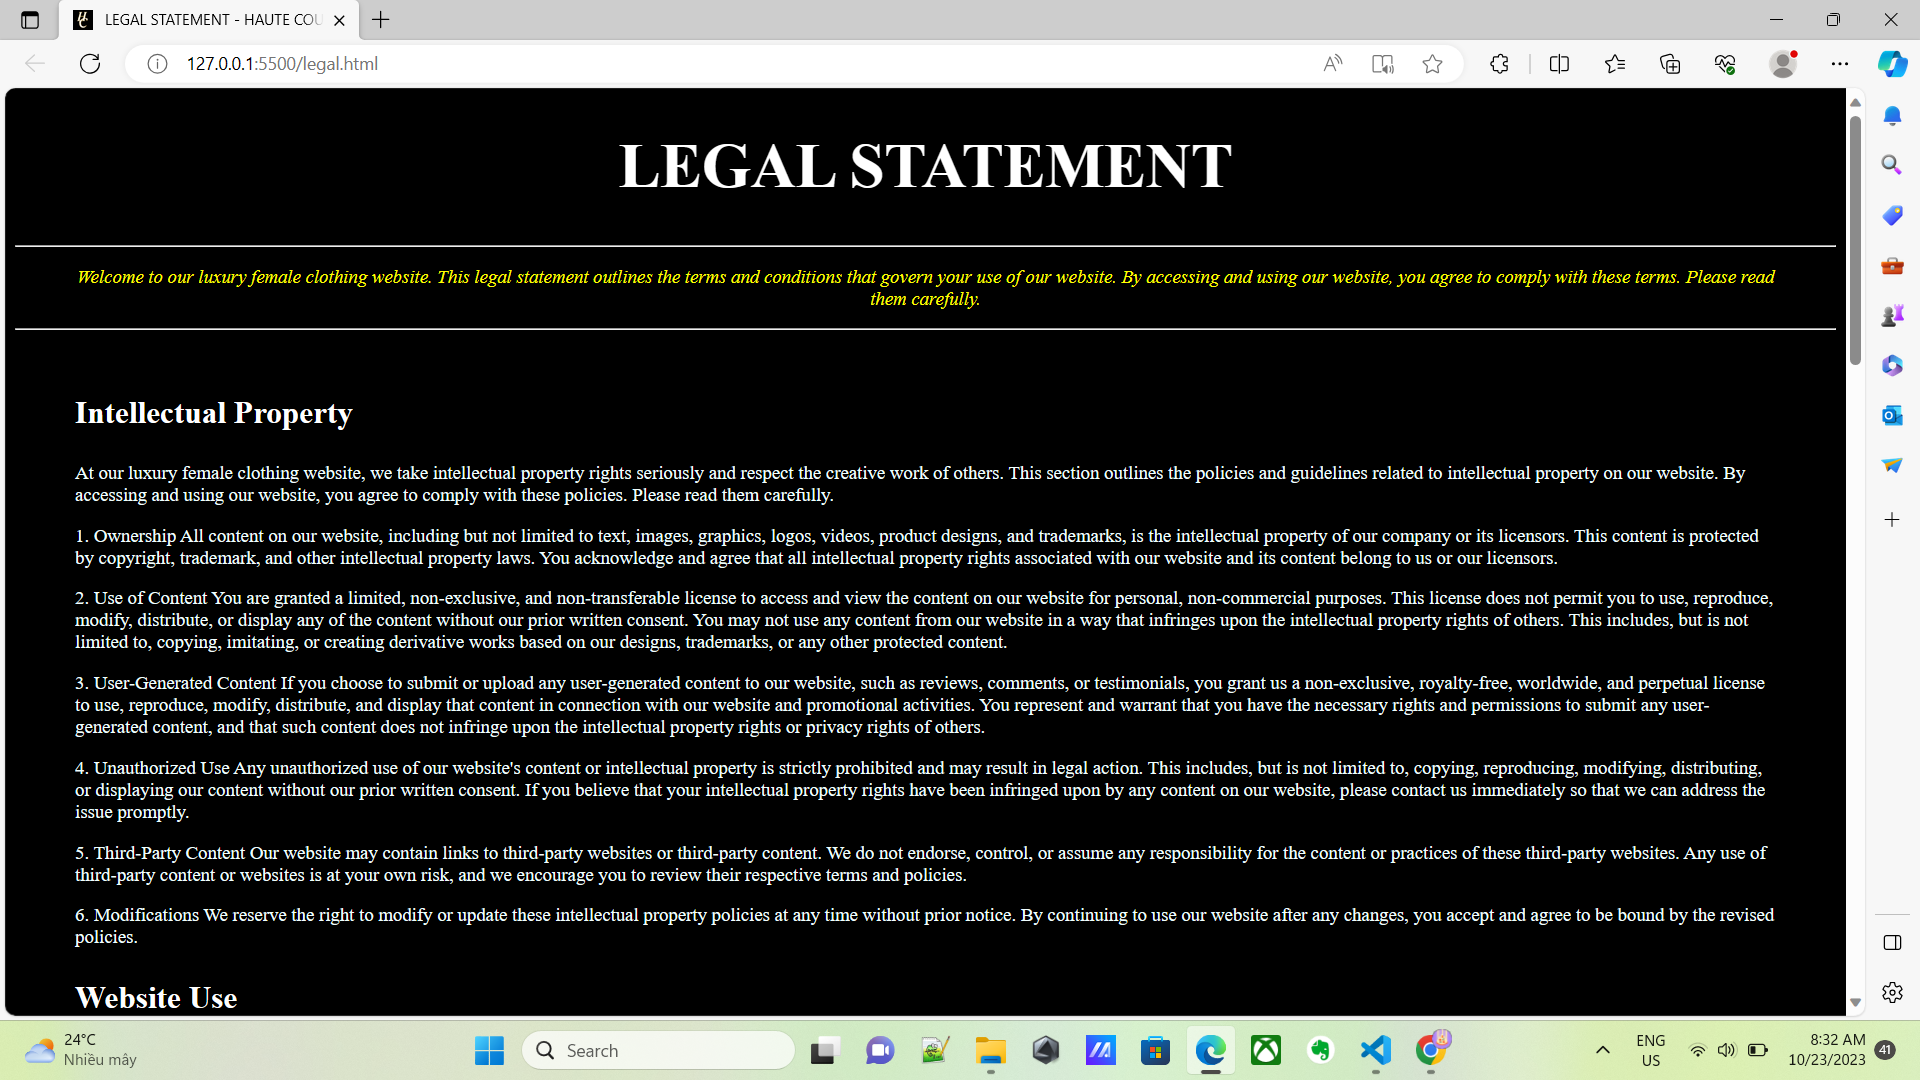 LEGAL STATEMENT - HAUTE COU
127.0.0.1:5500/legal.html
LEGAL STATEMENT
Welcome to our luxury female clothing website. This legal statement outlines the terms and conditions that govern your use of our website. By accessing and using our website, you agree to comply with these terms. Please read
them carefully.
Intellectual Property
At our luxury female clothing website, we take intellectual property rights seriously and respect the creative work of others. This section outlines the policies and guidelines related to intellectual property on our website. By
accessing and using our website, you agree to comply with these policies. Please read them carefully.
1. Ownership All content on our website, including but not limited to text, images, graphics, logos, videos, product designs, and trademarks, is the intellectual property of our company or its licensors. This content is protected
by copyright, trademark, and other intellectual property laws. You acknowledge and agree that all intellectual property rights associated with our website and its content belong to us or our licensors.
2. Use of Content You are granted a limited, non-exclusive, and non-transferable license to access and view the content on our website for personal, non-commercial purposes. This license does not permit you to use, reproduce,
modify, distribute, or display any of the content without our prior written consent. You may not use any content from our website in a way that infringes upon the intellectual property rights of others. This includes, but is not
limited to, copying, imitating, or creating derivative works based on our designs, trademarks, or any other protected content.
3. User-Generated Content If you choose to submit or upload any user-generated content to our website, such as reviews, comments, or testimonials, you grant us a non-exclusive, royalty-free, worldwide, and perpetual license
to use, reproduce, modify, distribute, and display that content in connection with our website and promotional activities. You represent and warrant that you have the necessary rights and permissions to submit any user-
generated content, and that such content does not infringe upon the intellectual property rights or privacy rights of others.
4. Unauthorized Use Any unauthorized use of our website's content or intellectual property is strictly prohibited and may result in legal action. This includes, but is not limited to, copying, reproducing, modifying, distributing,
or displaying our content without our prior written consent. If you believe that your intellectual property rights have been infringed upon by any content on our website, please contact us immediately so that we can address the
issue promptly.
5. Third-Party Content Our website may contain links to third-party websites or third-party content. We do not endorse, control, or assume any responsibility for the content or practices of these third-party websites. Any use of
third-party content or websites is at your own risk, and we encourage you to review their respective terms and policies.
6. Modifications We reserve the right to modify or update these intellectual property policies at any time without prior notice. By continuing to use our website after any changes, you accept and agree to be bound by the revised
policies.
Website Use
24°C
Nhiều mây
Search
ENG
US
8:32 AM
10/23/2023
41